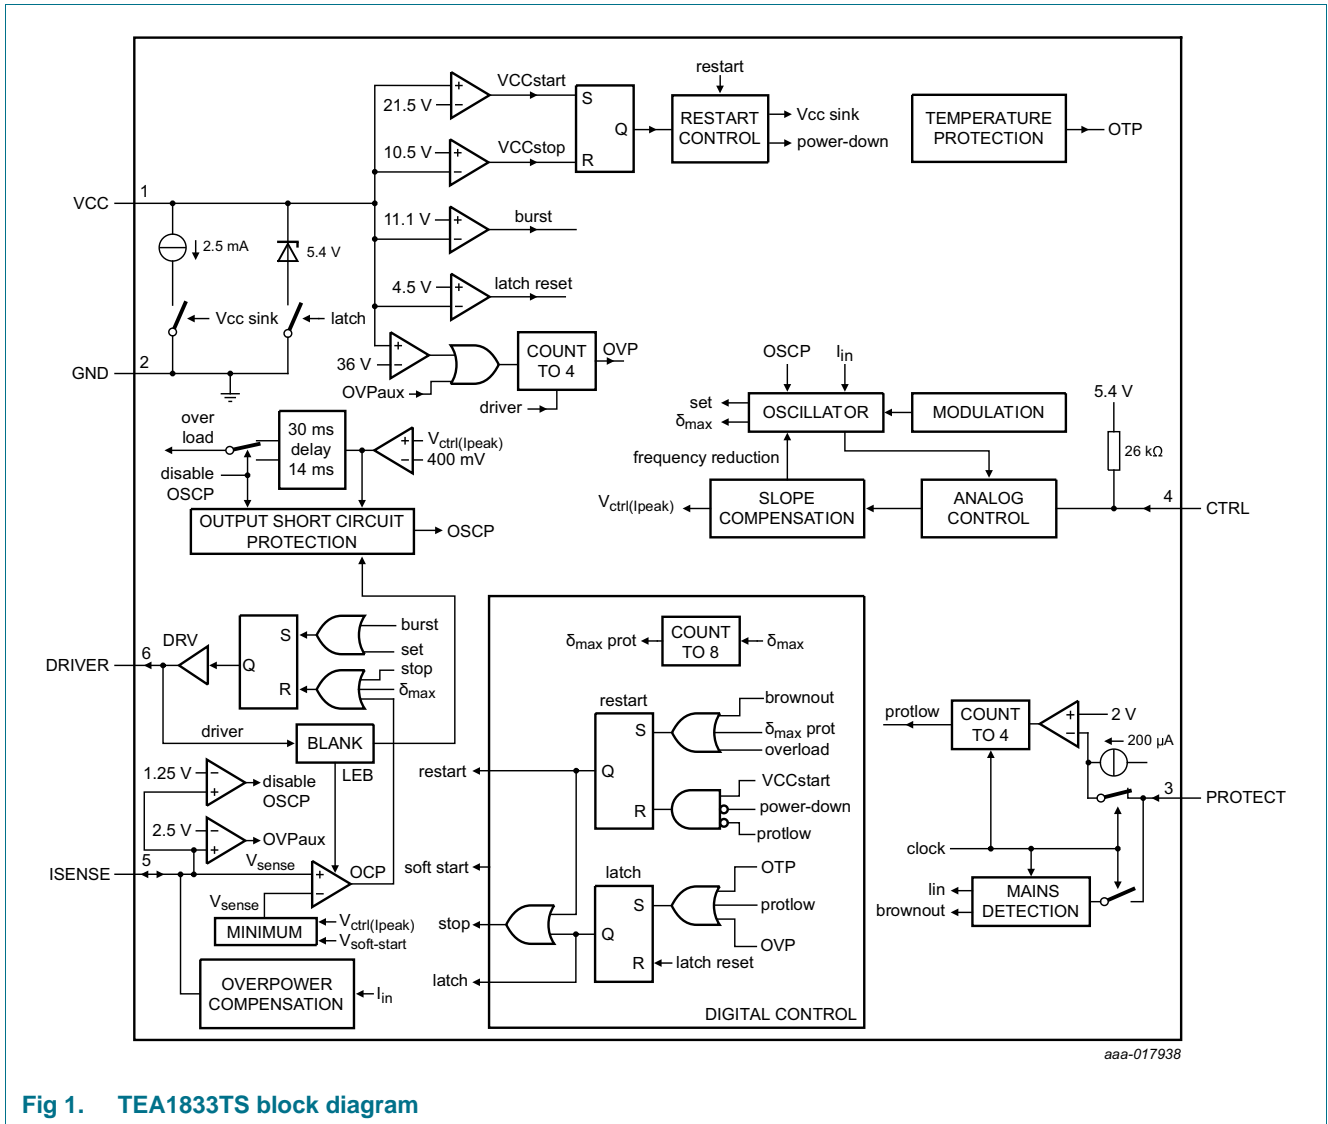 restart
VCCstart
21.5 V
S
Q
R
RESTART
CONTROL
Vcc sink
power-down
TEMPERATURE
PROTECTION
OTP
10.5 V
VCCstop
VCC
1
11.1 V
burst
2.5 mA
5.4 V
4.5 V
latch reset
Vcc sink
latch
GND
2
36 V
OVPaux
COUNT
TO 4
OVP
driver
OSCP
Iin
set
δmax
OSCILLATOR
MODULATION
5.4 V
26 kΩ
over
load
30 ms
delay
14 ms
Vctrl(Ipeak)
400 mV
disable
OSCP
frequency reduction
Vctrl(Ipeak)
SLOPE
COMPENSATION
ANALOG
CONTROL
4
CTRL
OUTPUT SHORT CIRCUIT
PROTECTION
OSCP
DRIVER
6
DRV
Q
S
R
burst
set
stop
δmax
driver
BLANK
LEB
δmax prot
COUNT
TO 8
δmax
restart
S
Q
R
brownout
δmax prot
overload
VCCstart
power-down
protlow
restart
protlow
COUNT
TO 4
2 V
200 µA
3
PROTECT
clock
lin
brownout
MAINS
DETECTION
1.25 V
disable
OSCP
2.5 V
OVPaux
ISENSE
5
Vsense
OCP
Vsense
MINIMUM
Vctrl(Ipeak)
Vsoft-start
OVERPOWER
COMPENSATION
Iin
soft start
latch
S
Q
R
OTP
protlow
OVP
latch reset
stop
latch
DIGITAL CONTROL
aaa-017938
Fig 1. TEA1833TS block diagram